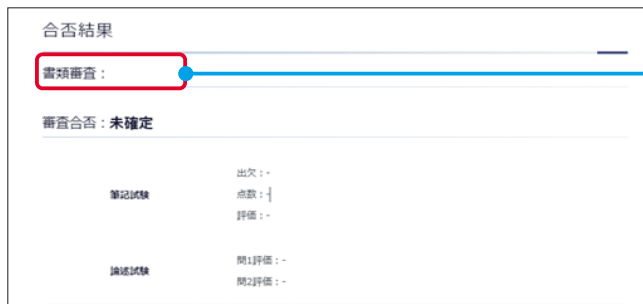 合否結果
書類審査：
審査合否：未確定
出欠：-
筆記試験
点数：-
評価：-
問1評価：-
論述試験
問2評価：-